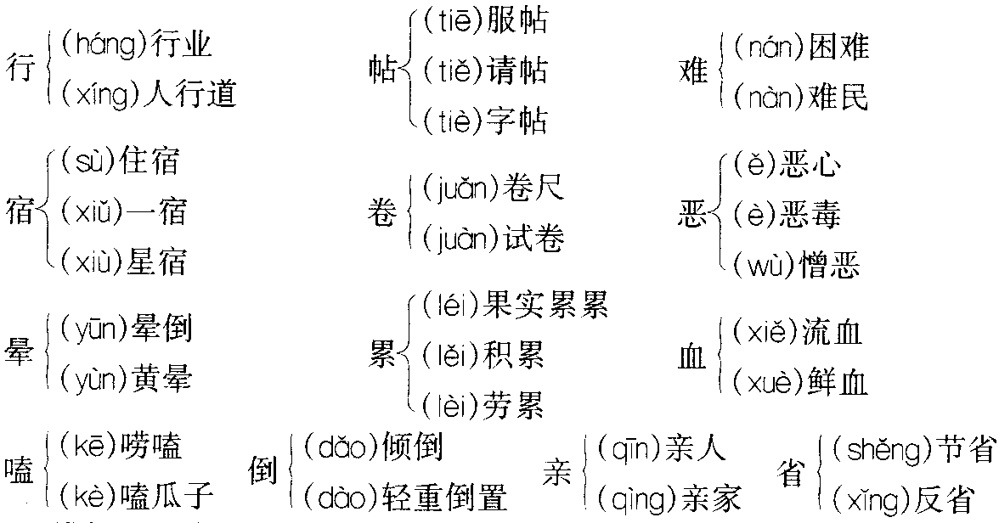 行 (háng)行业 (xíng)人行道
帖 (tiē)服帖 (tiě)请帖 (tiè)字帖
难 (nán)困难 (nàn)难民
宿 (sù)住宿 (xiǔ)一宿 (xiù)星宿
卷 (juǎn)卷尺 (juàn)试卷
恶 (ě)恶心 (è)恶毒 (wù)憎恶
晕 (yūn)晕倒 (yùn)黄晕
累 (léi)果实累累 (lěi)积累 (lèi)劳累
血 (xiě)流血 (xuè)鲜血
嗑 (kē)唠嗑 (kè)嗑瓜子
倒 (dǎo)倾倒 (dào)轻重倒置
亲 (qīn)亲人 (qìng)亲家
省 (shěng)节省 (xǐng)反省